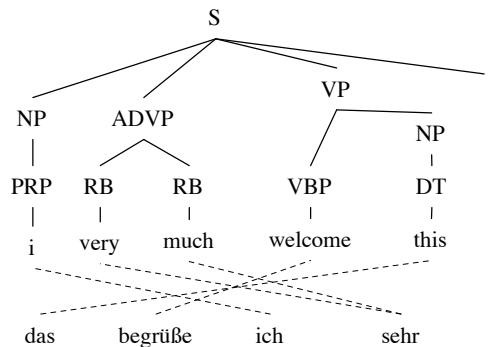 S
VP
NP ADVP
NP
PRP RB RB VBP DT
i very much welcome this
das begrüße ich sehr